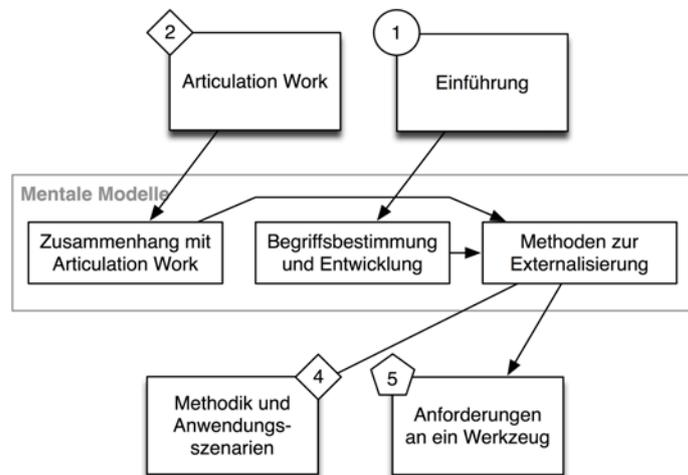 2
1
Articulation Work
Einführung
Mentale Modelle
Zusammenhang mit
Articulation Work
Begriffsbestimmung
und Entwicklung
Methoden zur
Externalisierung
4
5
Methodik und
Anwendungs-
szenarien
Anforderungen
an ein Werkzeug